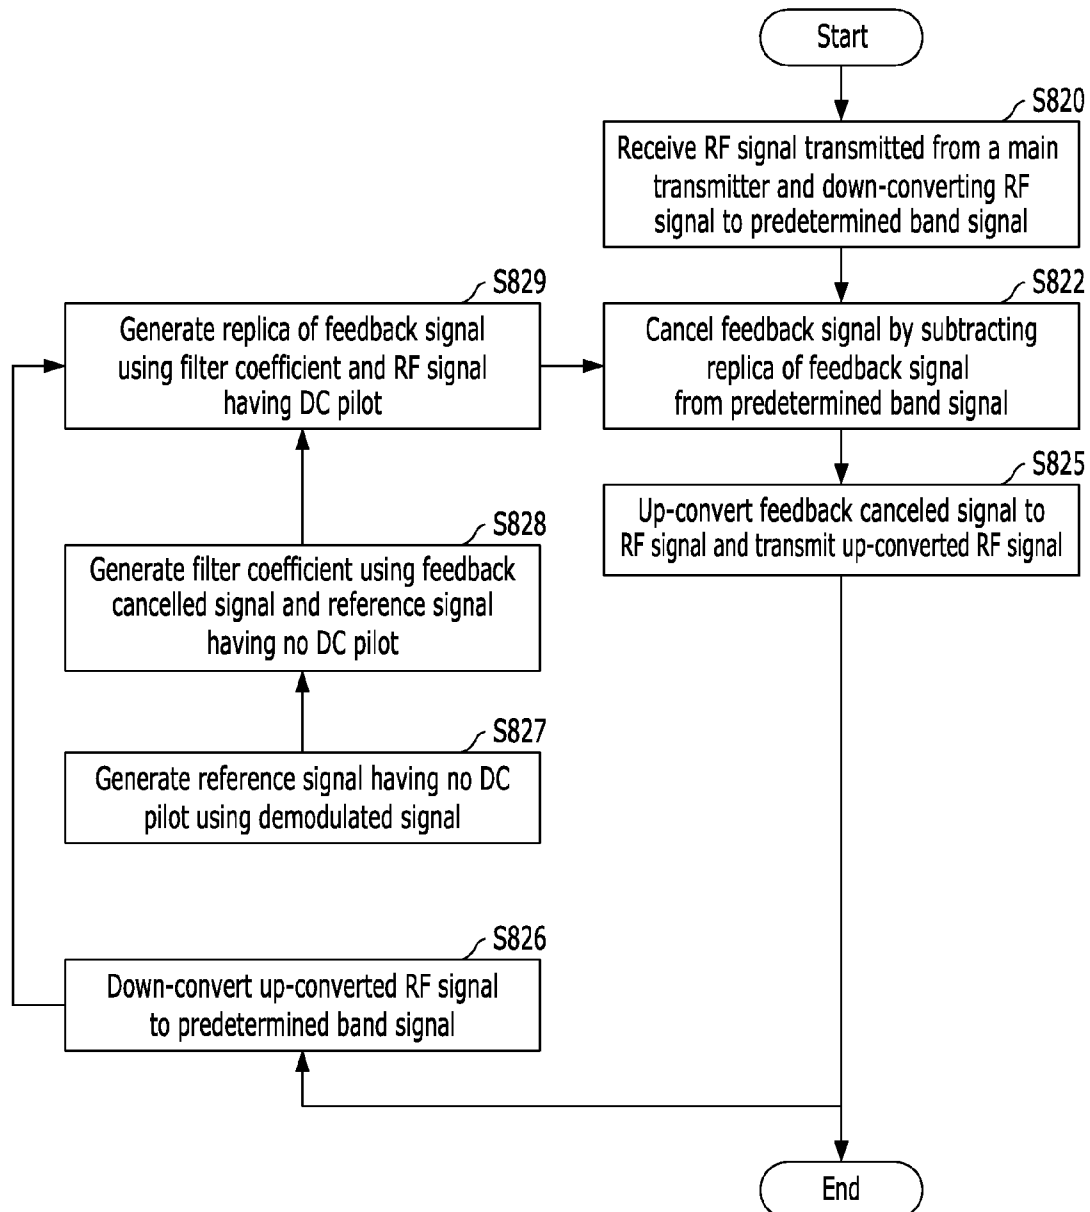 Start
S820
Receive RF signal transmitted from a main
transmitter and down-converting RF
signal to predetermined band signal
S829
Generate replica of feedback signal
using filter coefficient and RF signal
having DC pilot
S822
Cancel feedback signal by subtracting
replica of feedback signal
from predetermined band signal
S825
Up-convert feedback canceled signal to
RF signal and transmit up-converted RF signal
S828
Generate filter coefficient using feedback
cancelled signal and reference signal
having no DC pilot
S827
Generate reference signal having no DC
pilot using demodulated signal
S826
Down-convert up-converted RF signal
to predetermined band signal
End